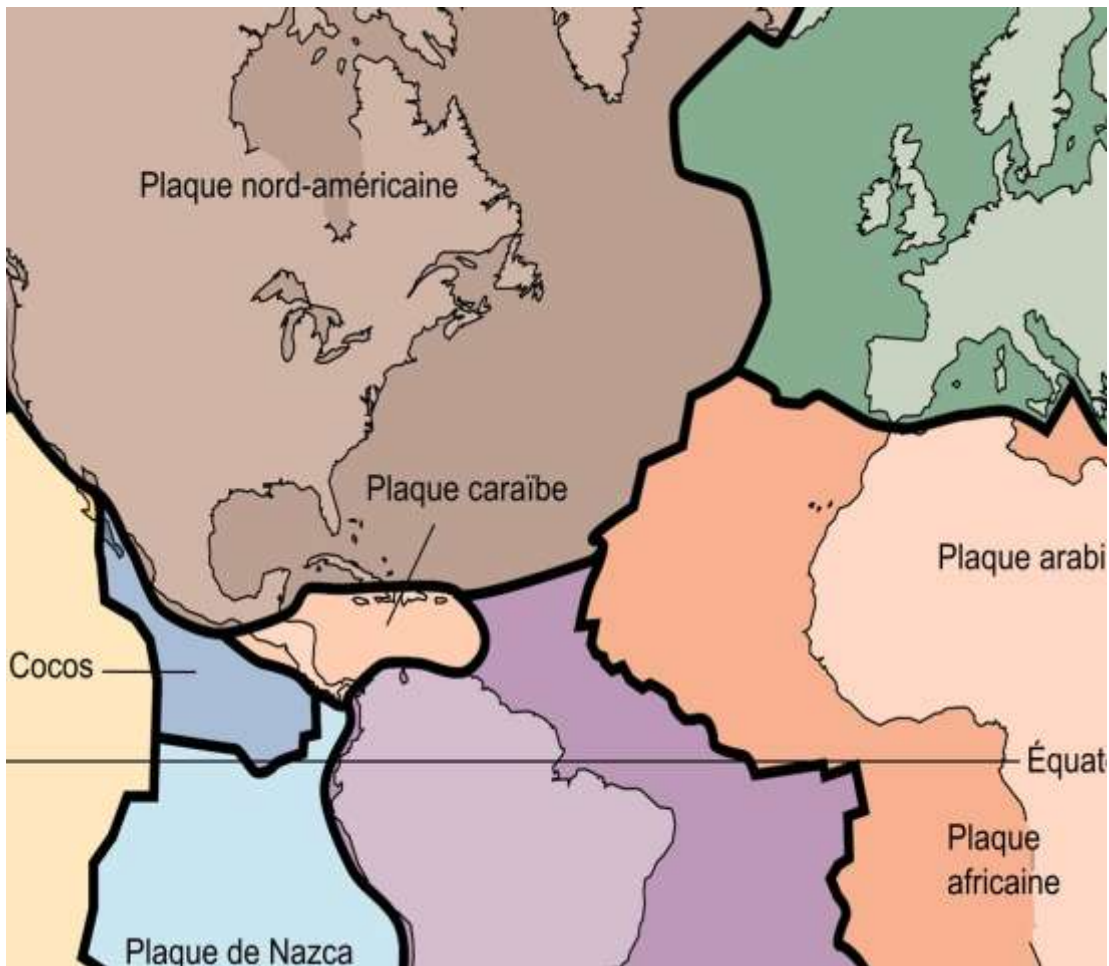 Plaque nord-américaine
Plaque caraïbe
Plaque arabi
Cocos
Équat
Plaque
africaine
Plaque de Nazca